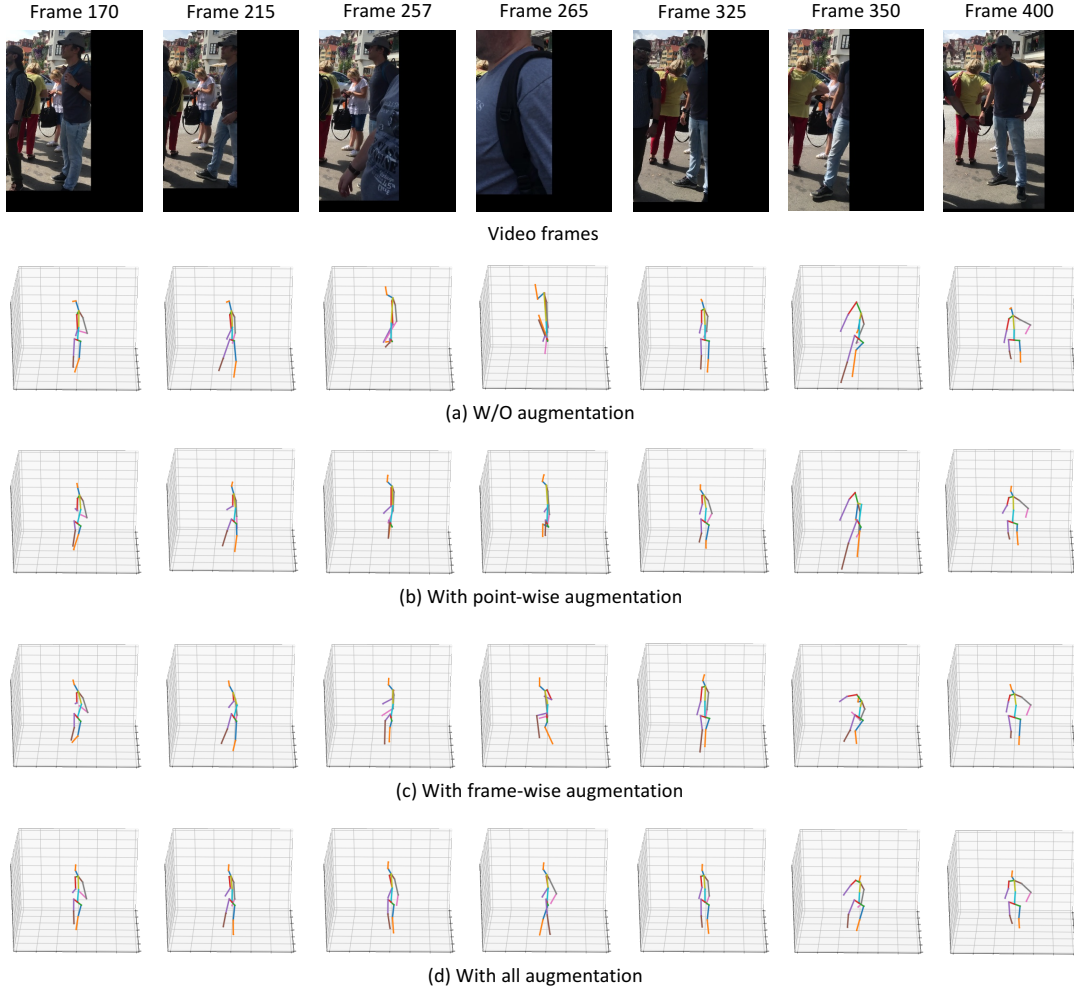 Frame 170 Frame 215 Frame 257 Frame 265 Frame 325 Frame 350 Frame 400
Video frames
(a) W/O augmentation
(b) With point-wise augmentation
(c) With frame-wise augmentation
(d) With all augmentation